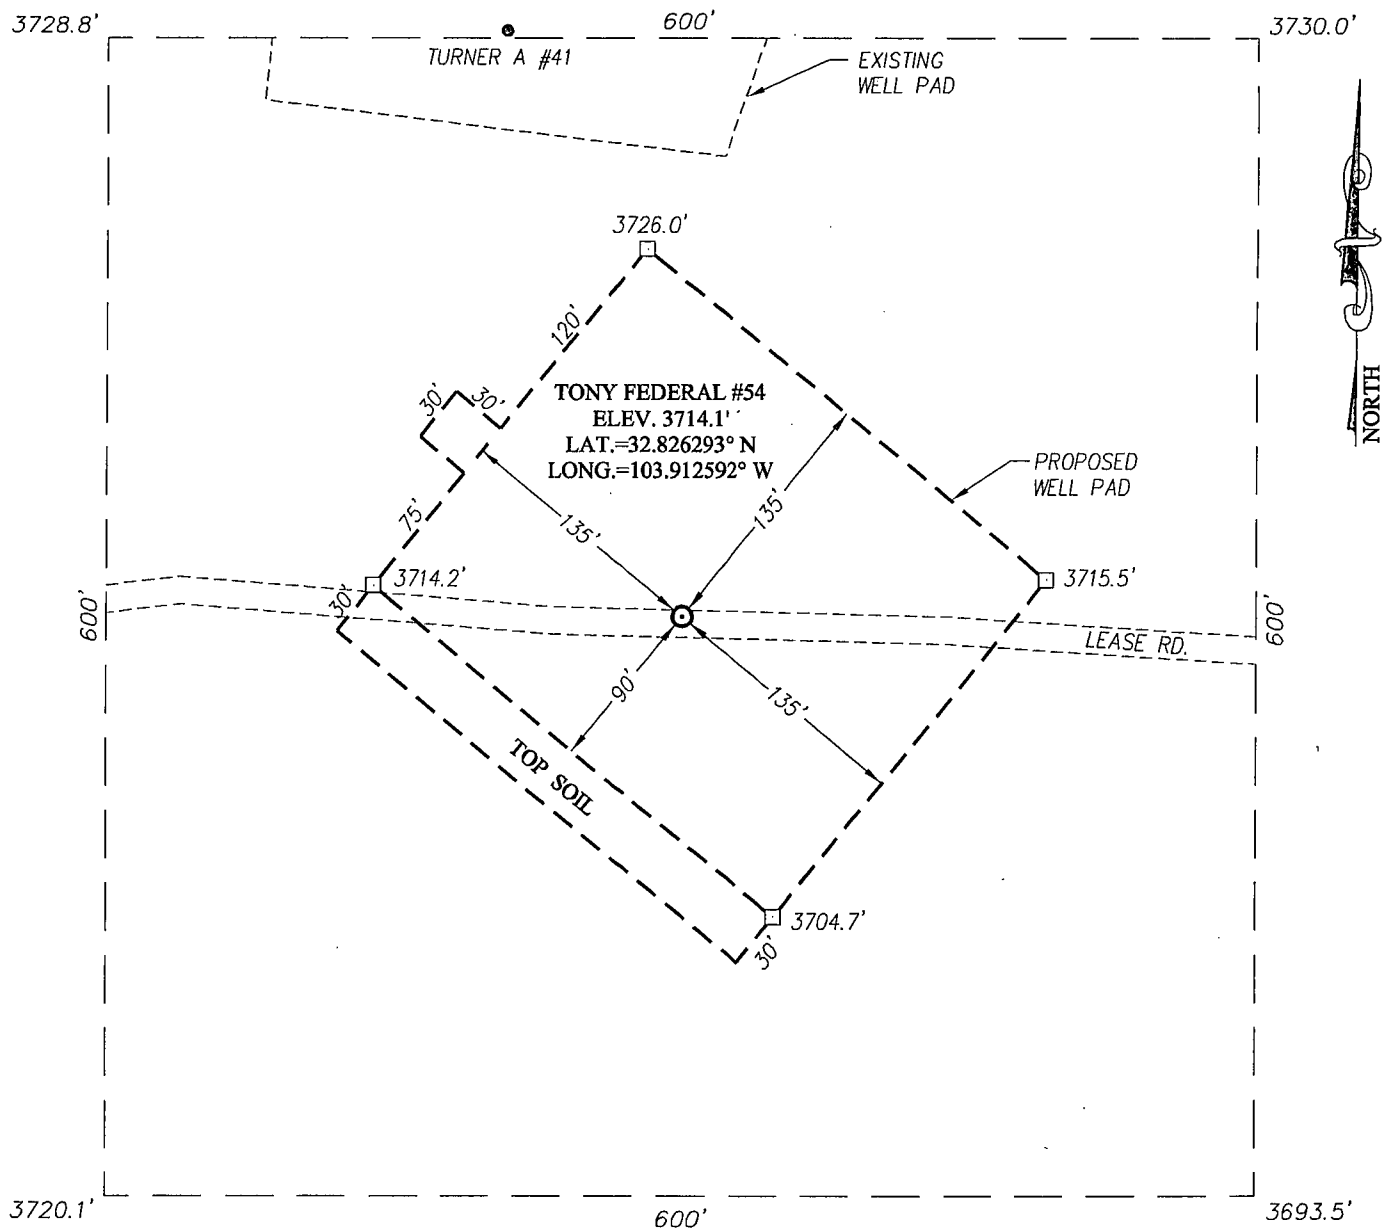 3728.8'
600'
3730.0'
TURNER A #41
EXISTING
WELL PAD
3726.0'
120'
30'
30'
TONY FEDERAL #54
ELEV. 3714.1'
LAT.=32.826293° N
LONG.=103.912592° W
NORTH
PROPOSED
WELL PAD
75'
135'
135'
3714.2'
3715.5'
30'
600'
600'
LEASE RD.
90'
135'
TOP SOIL
3704.7'
30'
3720.1'
600'
3693.5'